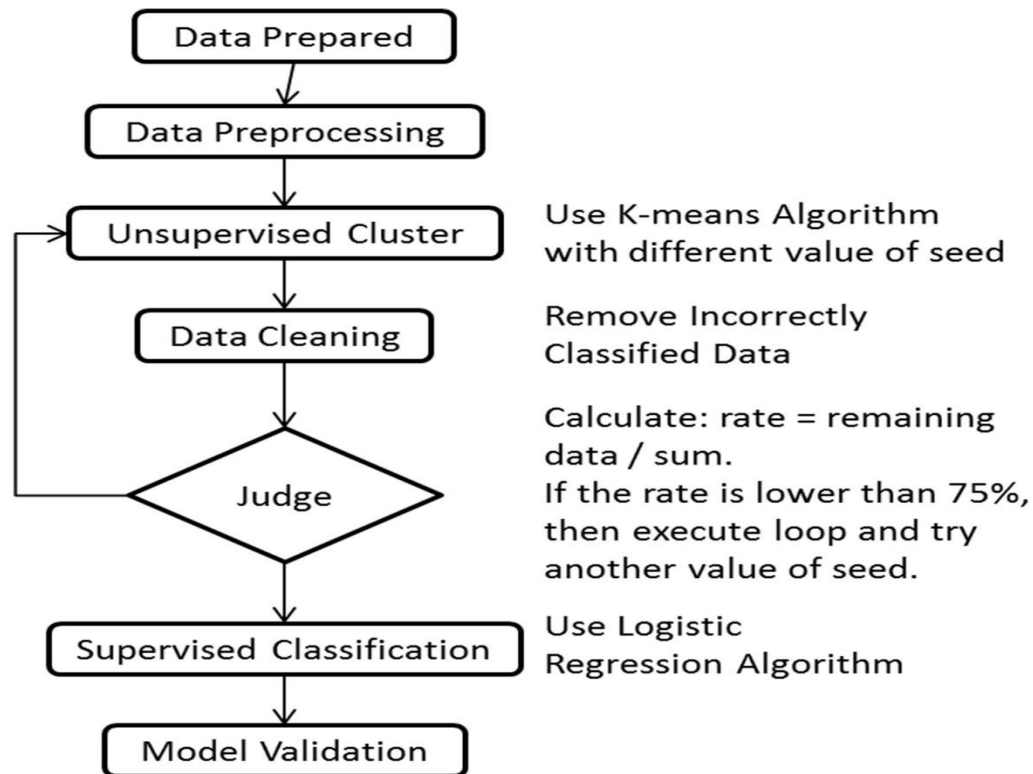 Data Prepared
Data Preprocessing
Unsupervised Cluster
Use K-means Algorithm
with different value of seed
Data Cleaning
Remove Incorrectly
Classified Data
Judge
Calculate: rate = remaining
data / sum.
If the rate is lower than 75%,
then execute loop and try
another value of seed.
Supervised Classification
Use Logistic
Regression Algorithm
Model Validation